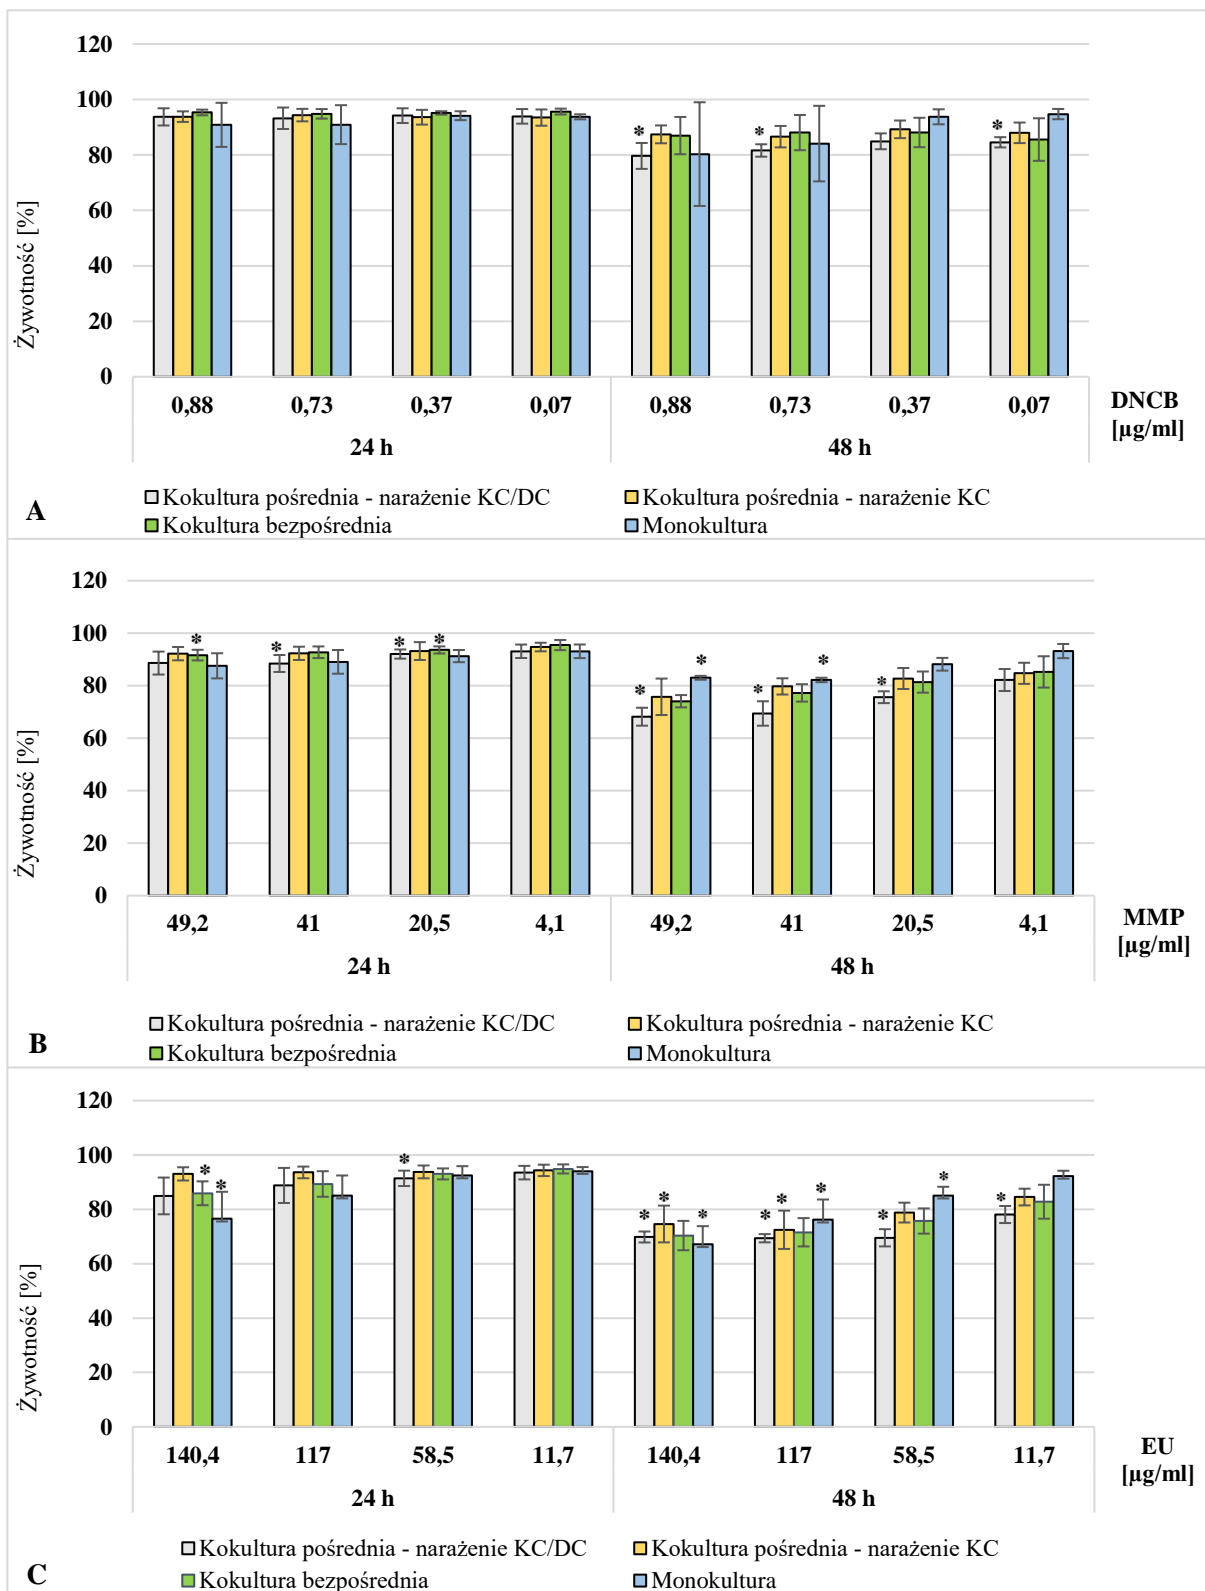 120
100
80
60
40
20
0
Żywotność [%]
* * *
0,88 0,73 0,37 0,07 0,88 0,73 0,37 0,07
24 h 48 h
DNCB
[µg/ml]
Kokultura pośrednia - narażenie KC/DC Kokultura pośrednia - narażenie KC
Kokultura bezpośrednia Monokultura
A
120
100
80
60
40
20
0
Żywotność [%]
* * * * * * * * *
49,2 41 20,5 4,1 49,2 41 20,5 4,1
24 h 48 h
MMP
[µg/ml]
Kokultura pośrednia - narażenie KC/DC Kokultura pośrednia - narażenie KC
Kokultura bezpośrednia Monokultura
B
120
100
80
60
40
20
0
Żywotność [%]
* * * * * * * * * * * *
140,4 117 58,5 11,7 140,4 117 58,5 11,7
24 h 48 h
EU
[µg/ml]
Kokultura pośrednia - narażenie KC/DC Kokultura pośrednia - narażenie KC
Kokultura bezpośrednia Monokultura
C